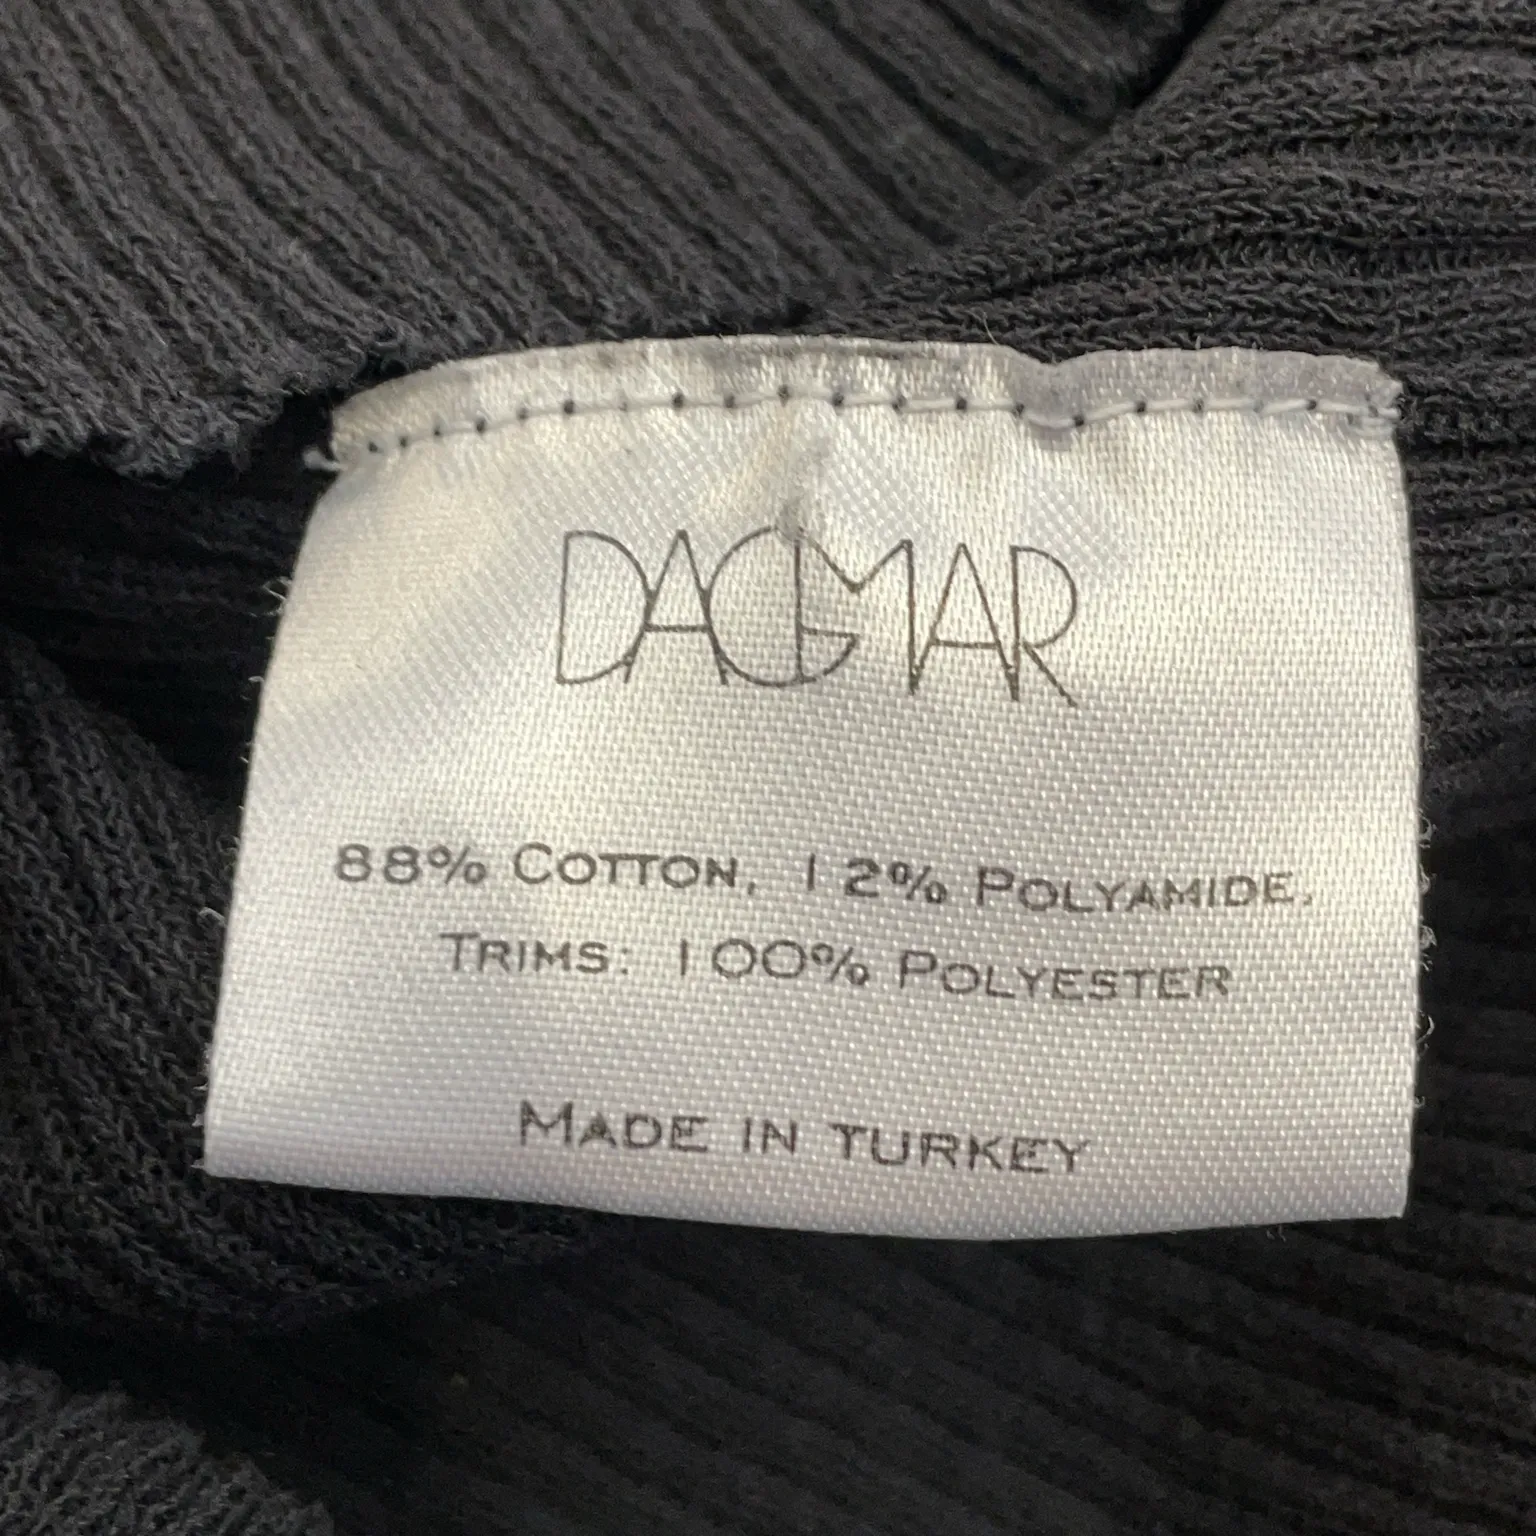 DAGMAR
88% COTTON, 12% POLYAMIDE,
TRIMS: 100% POLYESTER
MADE IN TURKEY